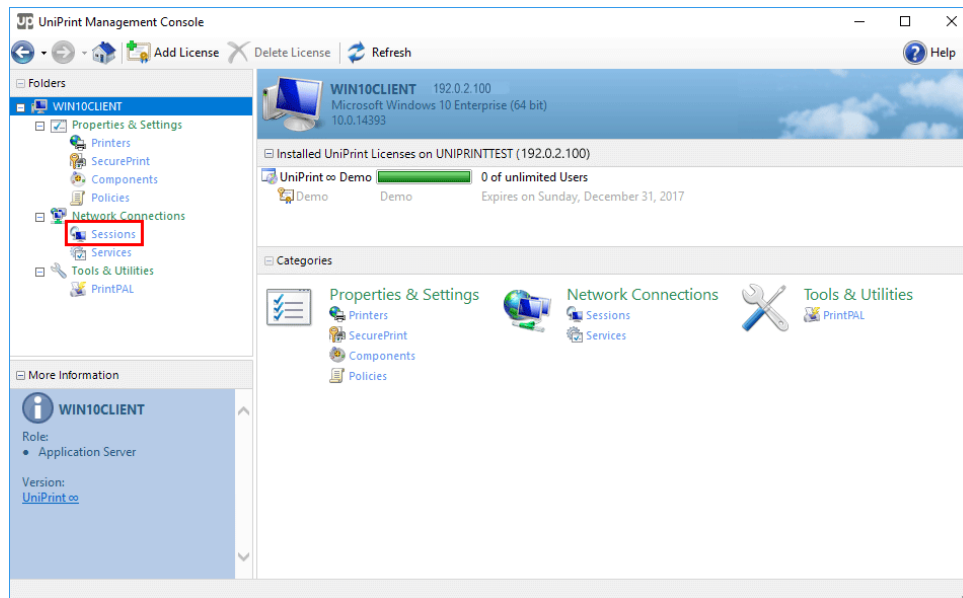 UP UniPrint Management Console
Add License Delete License Refresh Help
Folders
WIN10CLIENT
Properties & Settings
Printers
SecurePrint
Components
Policies
Network Connections
Sessions
Services
Tools & Utilities
PrintPAL
More Information
WIN10CLIENT
Role:
• Application Server
Version:
UniPrint ∞
WIN10CLIENT 192.0.2.100
Microsoft Windows 10 Enterprise (64 bit)
10.0.14393
Installed UniPrint Licenses on UNIPRINTTEST (192.0.2.100)
UniPrint ∞ Demo 0 of unlimited Users
Demo Demo Expires on Sunday, December 31, 2017
Categories
Properties & Settings
Printers
SecurePrint
Components
Policies
Network Connections
Sessions
Services
Tools & Utilities
PrintPAL